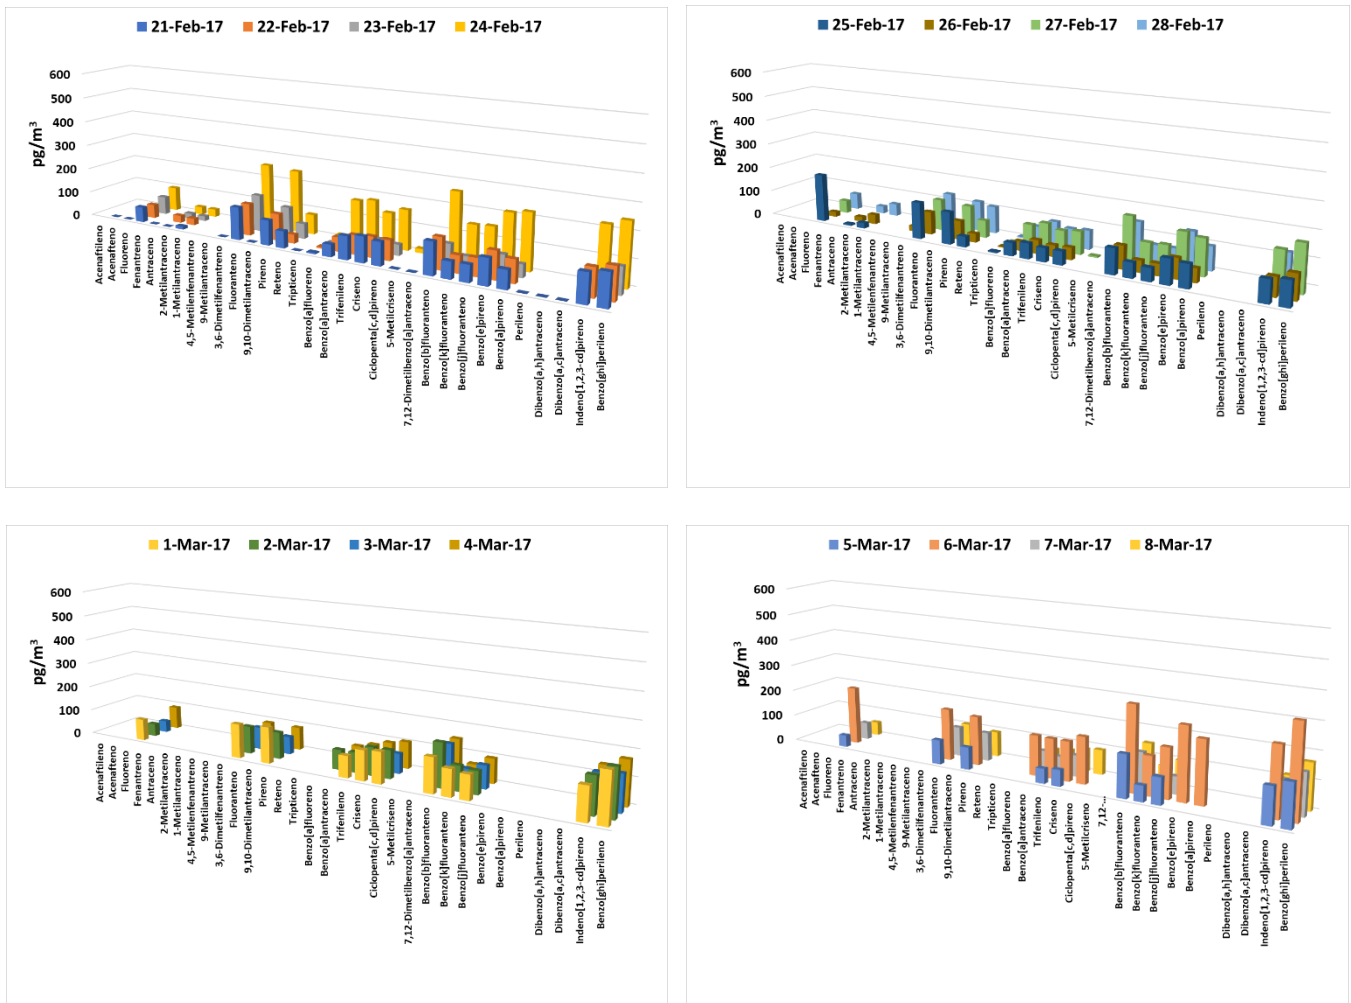 21-Feb-17 22-Feb-17 23-Feb-17 24-Feb-17
600
500
400
300
200
100
0
pg/m³
Acenaftileno
Acenafteno
Fluoreno
Fenantreno
Antraceno
2-Metilantraceno
1-Metilantraceno
4,5-Metilenfenantreno
9-Metilantraceno
3,6-Dimetilfenantreno
Fluoranteno
9,10-Dimetilantraceno
Pireno
Reteno
Tripticeno
Benzo[a]fluoreno
Benzo[a]antraceno
Trifenileno
Criseno
Ciclopenta[c,d]pireno
5-Metilcriseno
7,12-Dimetilbenzo[a]antraceno
Benzo[b]fluoranteno
Benzo[k]fluoranteno
Benzo[j]fluoranteno
Benzo[e]pireno
Benzo[a]pireno
Perileno
Dibenzo[a,h]antraceno
Dibenzo[a,c]antraceno
Indeno[1,2,3-cd]pireno
Benzo[ghi]perileno
25-Feb-17 26-Feb-17 27-Feb-17 28-Feb-17
600
500
400
300
200
100
0
pg/m³
Acenaftileno
Acenafteno
Fluoreno
Fenantreno
Antraceno
2-Metilantraceno
1-Metilantraceno
4,5-Metilenfenantreno
9-Metilantraceno
3,6-Dimetilfenantreno
Fluoranteno
9,10-Dimetilantraceno
Pireno
Reteno
Tripticeno
Benzo[a]fluoreno
Benzo[a]antraceno
Trifenileno
Criseno
Ciclopenta[c,d]pireno
5-Metilcriseno
7,12-Dimetilbenzo[a]antraceno
Benzo[b]fluoranteno
Benzo[k]fluoranteno
Benzo[j]fluoranteno
Benzo[e]pireno
Benzo[a]pireno
Perileno
Dibenzo[a,h]antraceno
Dibenzo[a,c]antraceno
Indeno[1,2,3-cd]pireno
Benzo[ghi]perileno
1-Mar-17 2-Mar-17 3-Mar-17 4-Mar-17
600
500
400
300
200
100
0
pg/m³
Acenaftileno
Acenafteno
Fluoreno
Fenantreno
Antraceno
2-Metilantraceno
1-Metilantraceno
4,5-Metilenfenantreno
9-Metilantraceno
3,6-Dimetilfenantreno
Fluoranteno
9,10-Dimetilantraceno
Pireno
Reteno
Tripticeno
Benzo[a]fluoreno
Benzo[a]antraceno
Trifenileno
Criseno
Ciclopenta[c,d]pireno
5-Metilcriseno
7,12-Dimetilbenzo[a]antraceno
Benzo[b]fluoranteno
Benzo[k]fluoranteno
Benzo[j]fluoranteno
Benzo[e]pireno
Benzo[a]pireno
Perileno
Dibenzo[a,h]antraceno
Dibenzo[a,c]antraceno
Indeno[1,2,3-cd]pireno
Benzo[ghi]perileno
5-Mar-17 6-Mar-17 7-Mar-17 8-Mar-17
600
500
400
300
200
100
0
pg/m³
Acenaftileno
Acenafteno
Fluoreno
Fenantreno
Antraceno
2-Metilantraceno
1-Metilantraceno
4,5-Metilenfenantreno
9-Metilantraceno
3,6-Dimetilfenantreno
Fluoranteno
9,10-Dimetilantraceno
Pireno
Reteno
Tripticeno
Benzo[a]fluoreno
Benzo[a]antraceno
Trifenileno
Criseno
Ciclopenta[c,d]pireno
5-Metilcriseno
7,12-...
Benzo[b]fluoranteno
Benzo[k]fluoranteno
Benzo[j]fluoranteno
Benzo[e]pireno
Benzo[a]pireno
Perileno
Dibenzo[a,h]antraceno
Dibenzo[a,c]antraceno
Indeno[1,2,3-cd]pireno
Benzo[ghi]perileno